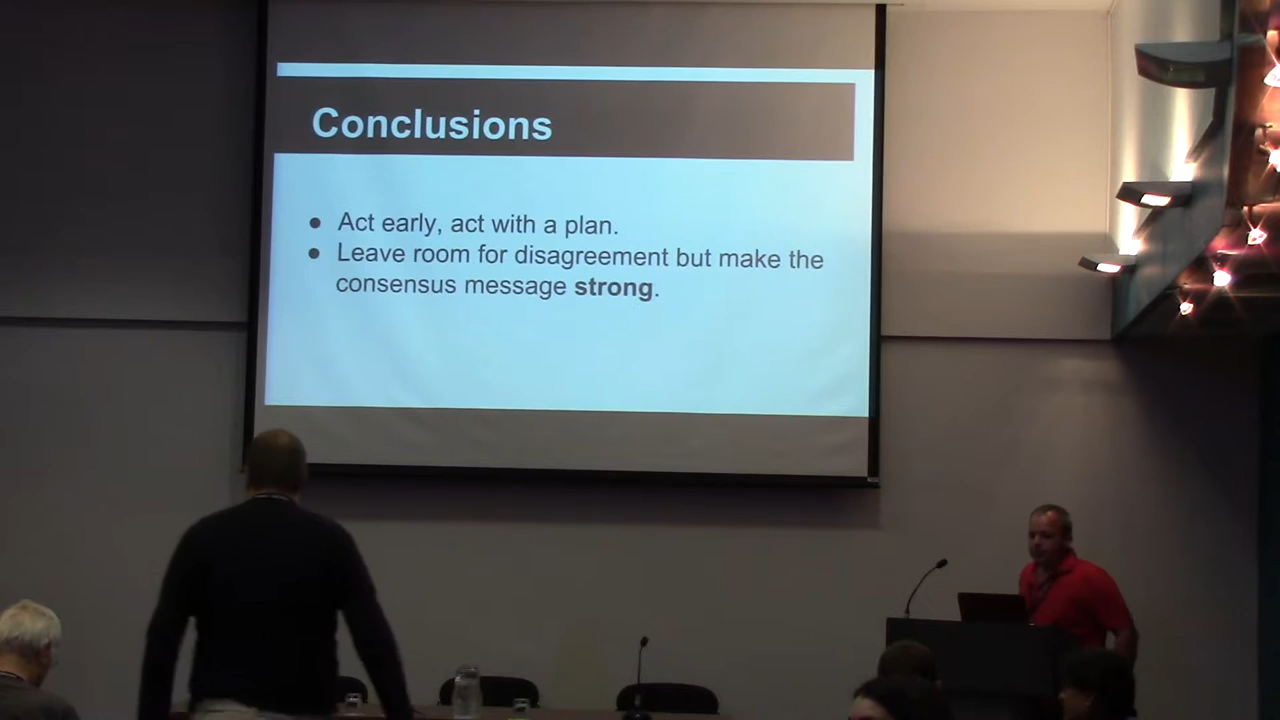 Conclusions
● Act early, act with a plan.
● Leave room for disagreement but make the
consensus message strong.